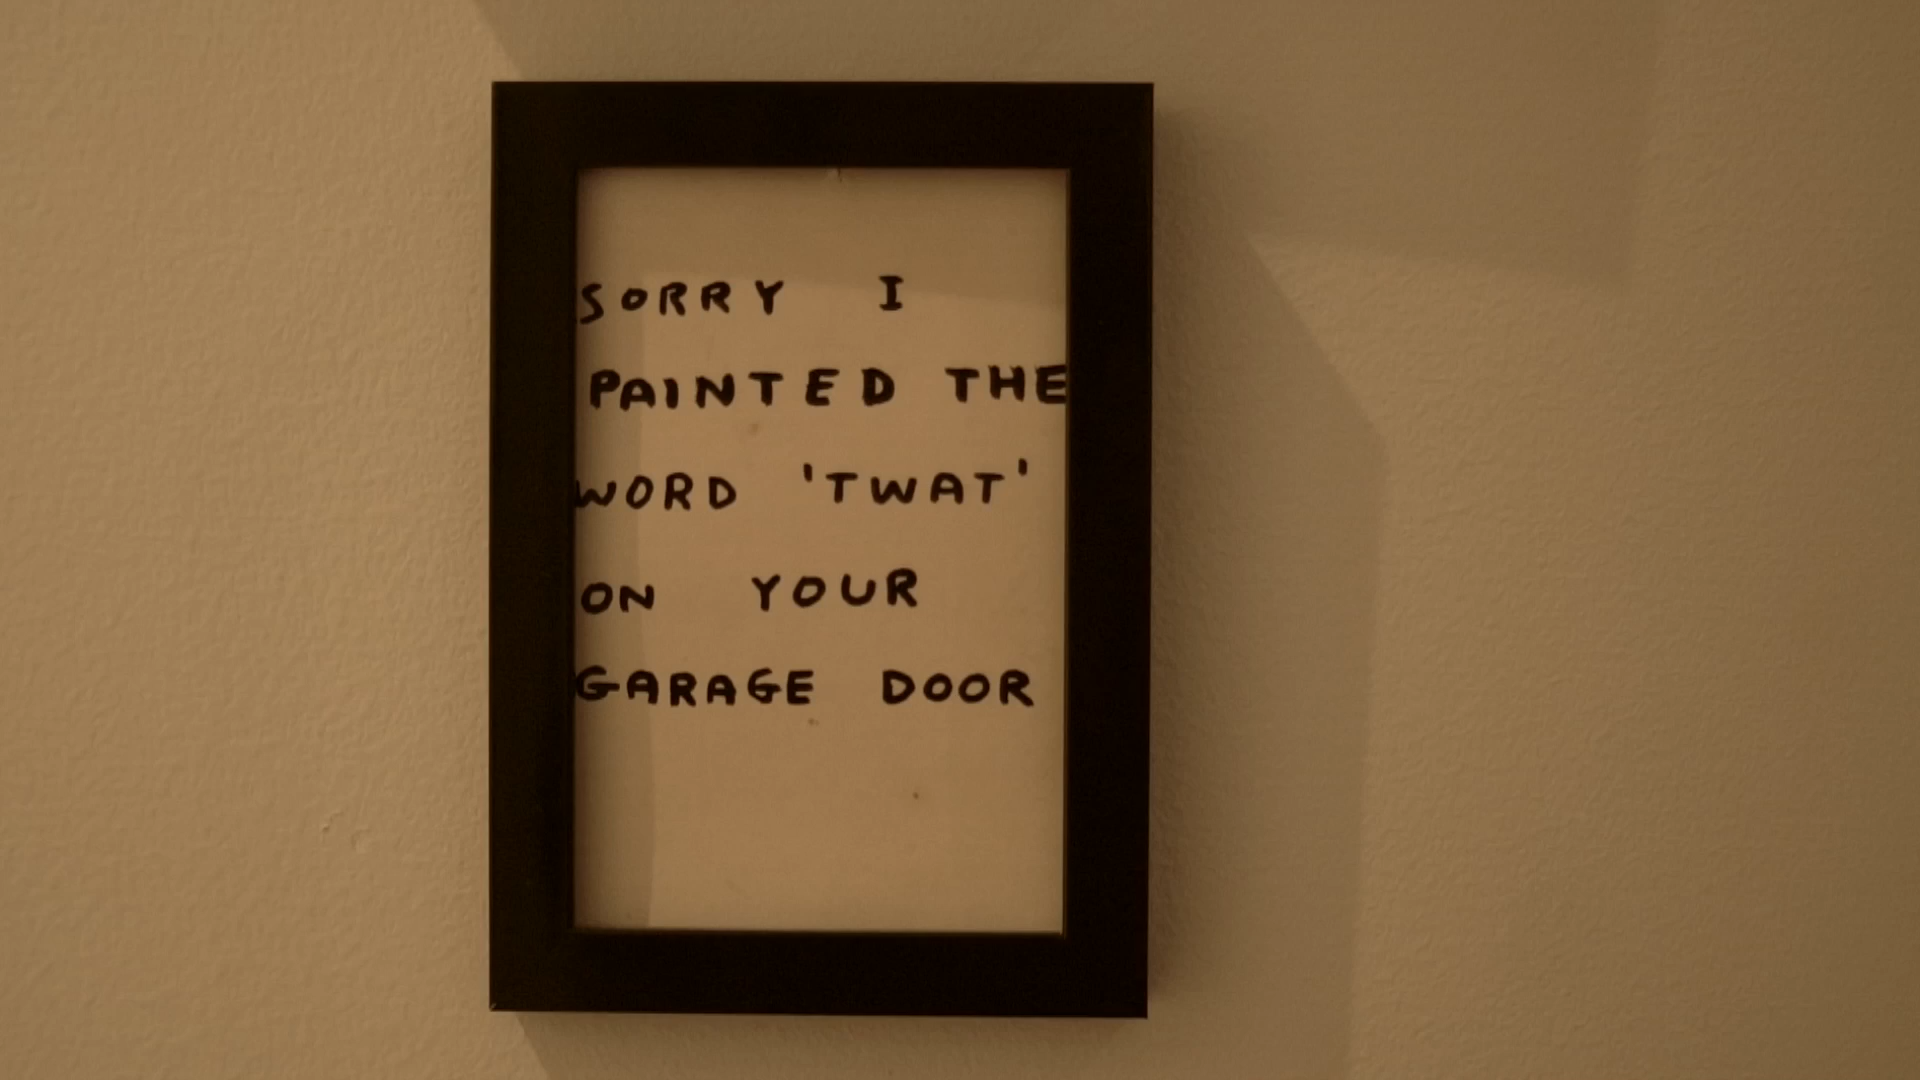 SORRY I
PAINTED THE
WORD 'TWAT'
ON YOUR
GARAGE DOOR